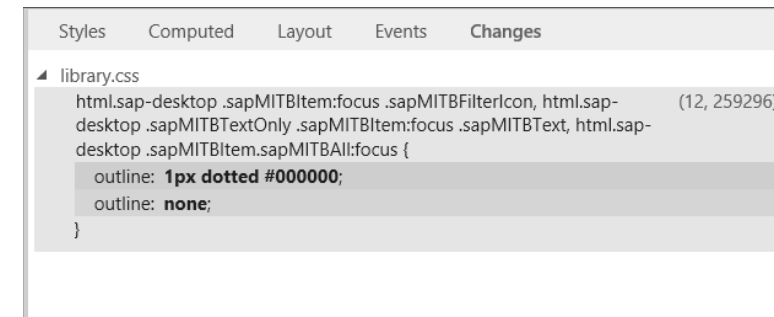 Styles Computed Layout Events Changes
library.css
html.sap-desktop .sapMITBItem:focus .sapMITBFilterIcon, html.sap- (12, 259296)
desktop .sapMITBTextOnly .sapMITBItem:focus .sapMITBText, html.sap-
desktop .sapMITBItem.sapMITBAll:focus {
outline: 1px dotted #000000;
outline: none;
}